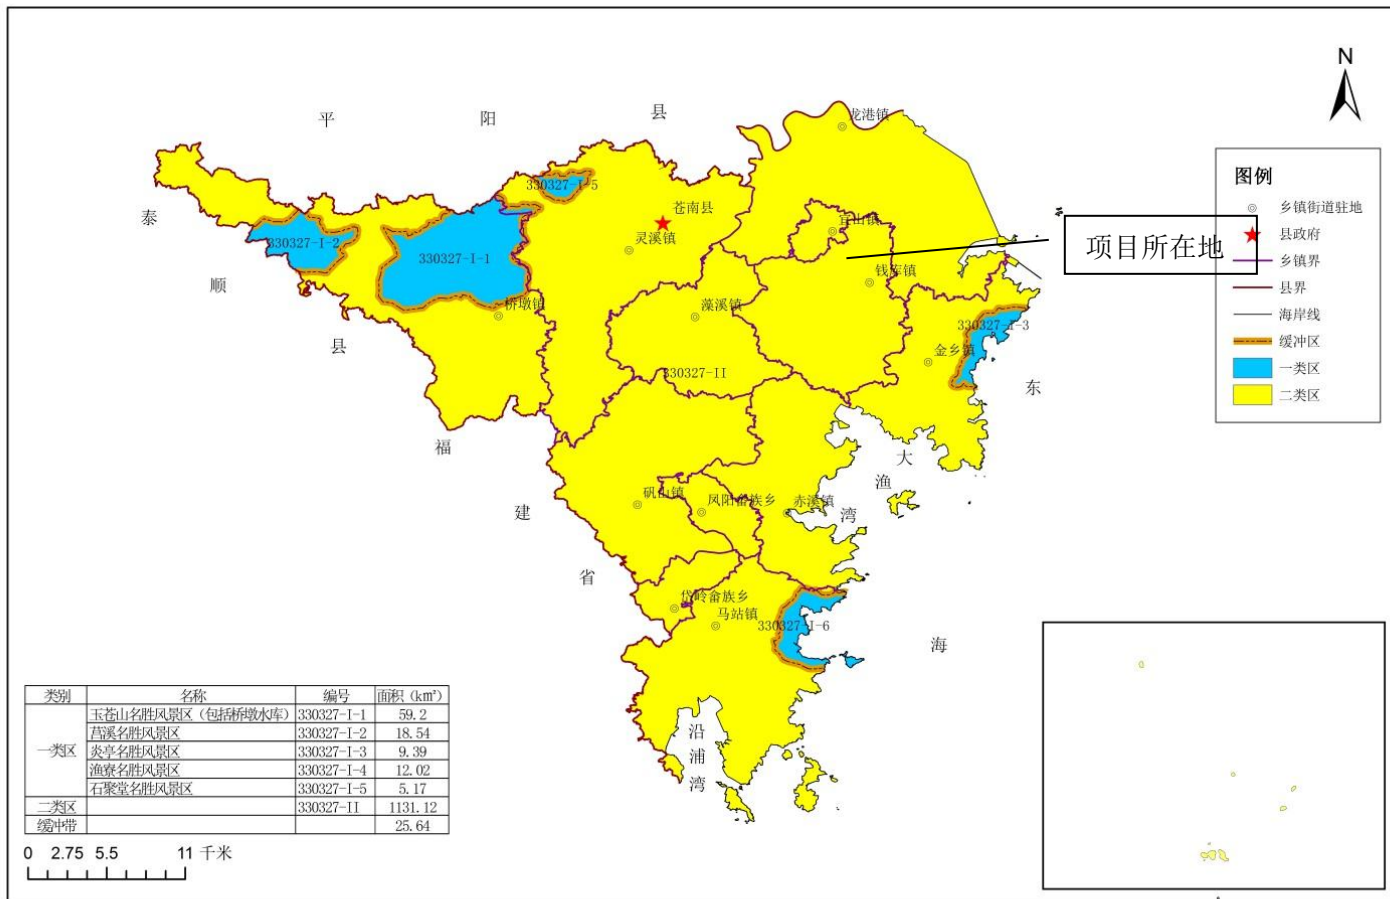 N
平 阳 县
泰
顺
县
福
建
省
东
海
大
渔
湾
沿
浦
湾
龙港镇
330327-I-5
苍南县
宜山镇
330327-I-2
灵溪镇
330327-I-1
钱库镇
项目所在地
桥墩镇
藻溪镇
330327-I-3
金乡镇
330327-II
矾山镇
凤阳畲族乡
赤溪镇
岱岭畲族乡
马站镇
330327-I-6
图例
乡镇街道驻地
县政府
乡镇界
县界
海岸线
缓冲区
一类区
二类区
类别 名称 编号 面积（km²）
一类区 玉苍山名胜风景区（包括桥墩水库） 330327-I-1 59.2
莒溪名胜风景区 330327-I-2 18.54
炎亭名胜风景区 330327-I-3 9.39
渔寮名胜风景区 330327-I-4 12.02
石聚堂名胜风景区 330327-I-5 5.17
二类区 330327-II 1131.12
缓冲带 25.64
0 2.75 5.5 11 千米